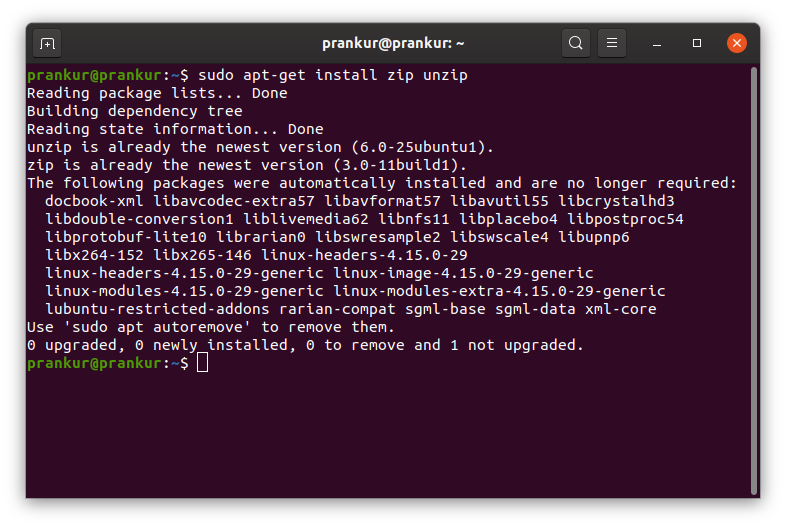 prankur@prankur: ~
prankur@prankur:~$ sudo apt-get install zip unzip
Reading package lists... Done
Building dependency tree
Reading state information... Done
unzip is already the newest version (6.0-25ubuntu1).
zip is already the newest version (3.0-11build1).
The following packages were automatically installed and are no longer required:
  docbook-xml libavcodec-extra57 libavformat57 libavutil55 libcrystalhd3
  libdouble-conversion1 liblivemedia62 libnfs11 libplacebo4 libpostproc54
  libprotobuf-lite10 librarian0 libswresample2 libswscale4 libupnp6
  libx264-152 libx265-146 linux-headers-4.15.0-29
  linux-headers-4.15.0-29-generic linux-image-4.15.0-29-generic
  linux-modules-4.15.0-29-generic linux-modules-extra-4.15.0-29-generic
  lubuntu-restricted-addons rarian-compat sgml-base sgml-data xml-core
Use 'sudo apt autoremove' to remove them.
0 upgraded, 0 newly installed, 0 to remove and 1 not upgraded.
prankur@prankur:~$